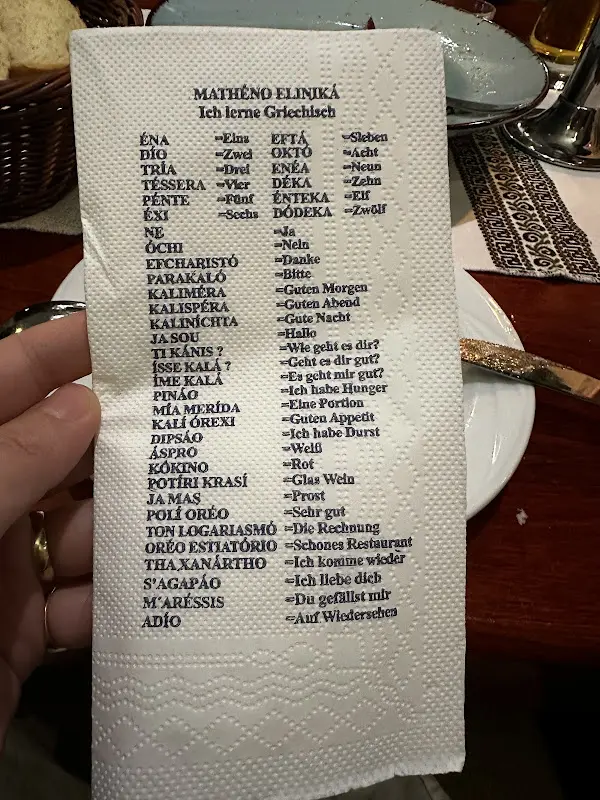 MATHÉNO ELINIKÁ
Ich lerne Griechisch
ÉNA =Eins EFTÁ =Sieben
DÍO =Zwei OKTÓ =Acht
TRÍA =Drei ENÉA =Neun
TÉSSERA =Vier DÉKA =Zehn
PÉNTE =Fünf ÉNTEKA =Elf
ÉXI =Sechs DÓDEKA =Zwölf
NE =Ja
ÓCHI =Nein
EFCHARISTÓ =Danke
PARAKALÓ =Bitte
KALIMÉRA =Guten Morgen
KALISPÉRA =Guten Abend
KALINÍCHTA =Gute Nacht
JA SOU =Hallo
TI KÁNIS ? =Wie geht es dir?
ÍSSE KALÁ ? =Geht es dir gut?
ÍME KALÁ =Es geht mir gut?
PINÁO =Ich habe Hunger
MÍA MERÍDA =Eine Portion
KALÍ ÓREXI =Guten Appetit
DIPSÁO =Ich habe Durst
ÁSPRO =Weiß
KÓKINO =Rot
POTÍRI KRASÍ =Glas Wein
JA MAS =Prost
POLÍ ORÉO =Sehr gut
TON LOGARIASMÓ =Die Rechnung
ORÉO ESTIATÓRIO =Schönes Restaurant
THA XANÁRTHO =Ich komme wieder
S'AGAPÁO =Ich liebe dich
M´ARÉSSIS =Du gefällst mir
ADÍO =Auf Wiedersehen